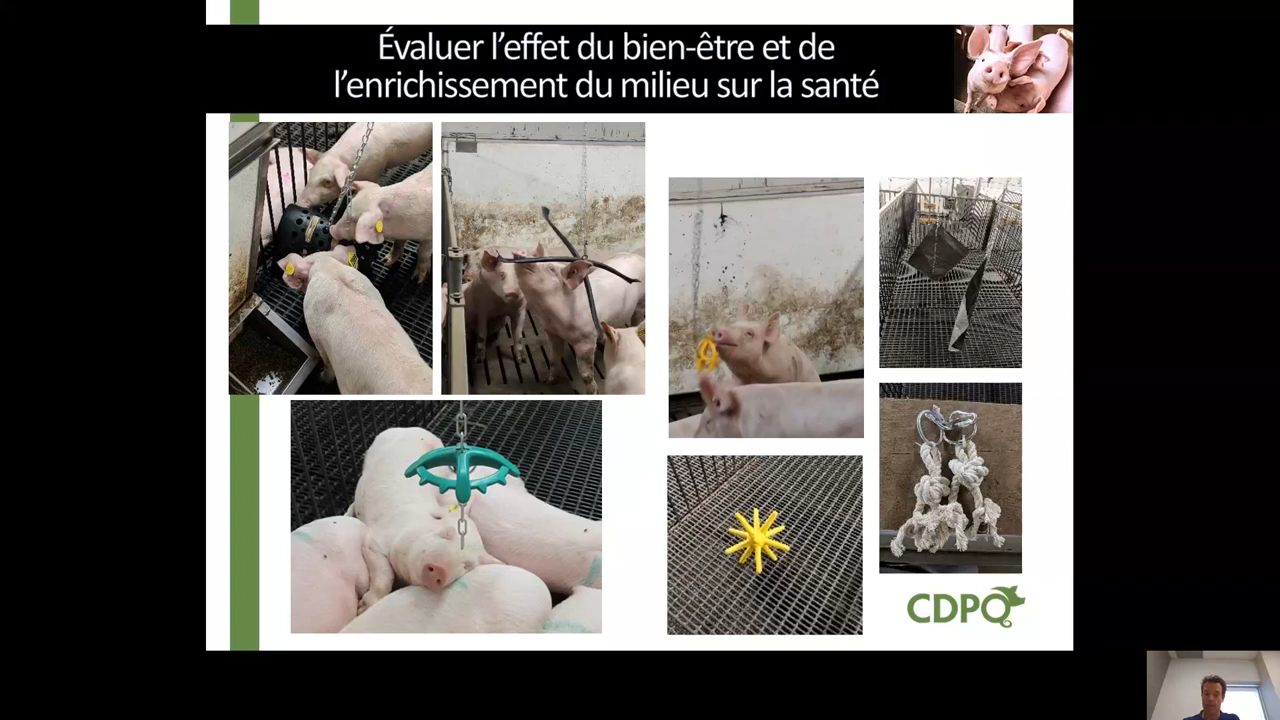 Évaluer l’effet du bien-être et de
l’enrichissement du milieu sur la santé
CDPQ